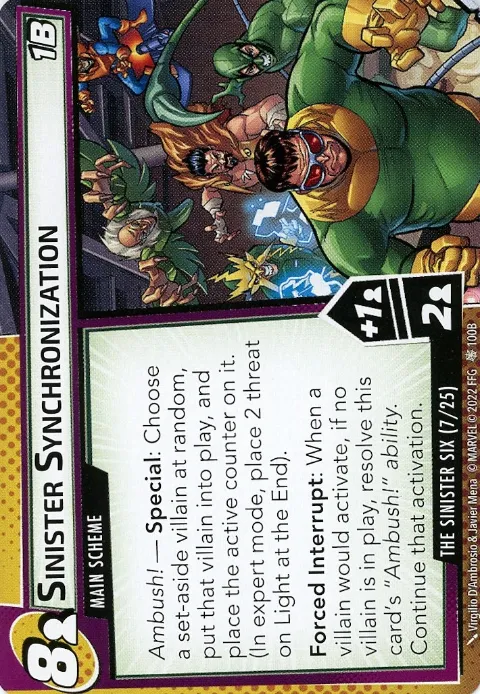 8
SINISTER SYNCHRONIZATION
1B
MAIN SCHEME
Ambush! — Special: Choose
a set-aside villain at random,
put that villain into play, and
place the active counter on it.
(In expert mode, place 2 threat
on Light at the End).
Forced Interrupt: When a
villain would activate, if no
villain is in play, resolve this
card's "Ambush!" ability.
Continue that activation.
+1
2
THE SINISTER SIX (7/25)
Virgilio D'Ambrosio & Javier Mena © MARVEL © 2022 FFG 100B